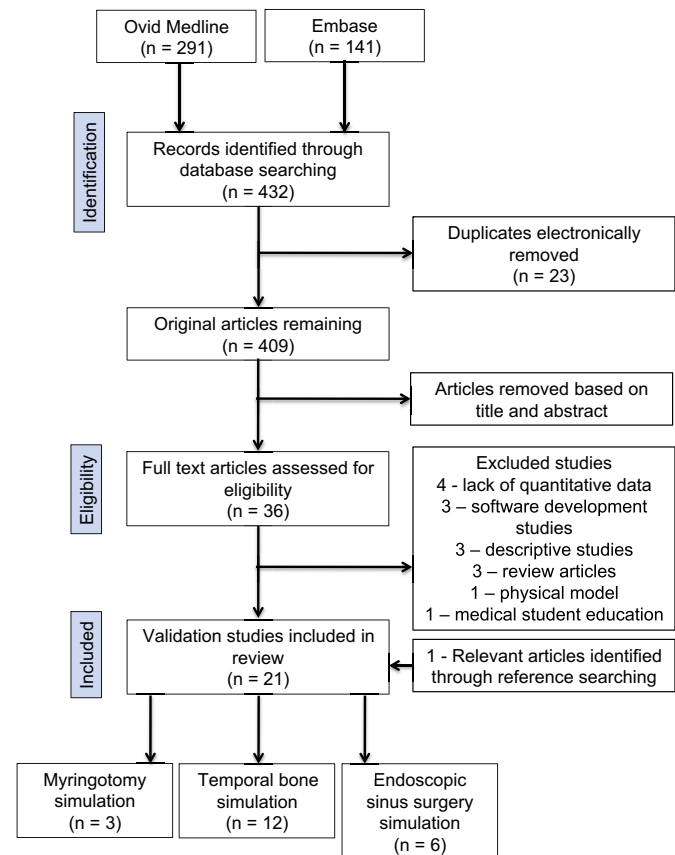 Ovid Medline
(n = 291)
Embase
(n = 141)
Identification
Records identified through
database searching
(n = 432)
Duplicates electronically
removed
(n = 23)
Original articles remaining
(n = 409)
Articles removed based on
title and abstract
Eligibility
Full text articles assessed for
eligibility
(n = 36)
Excluded studies
4 - lack of quantitative data
3 – software development
studies
3 – descriptive studies
3 – review articles
1 – physical model
1 – medical student education
Included
Validation studies included in
review
(n = 21)
1 - Relevant articles identified
through reference searching
Myringotomy
simulation
(n = 3)
Temporal bone
simulation
(n = 12)
Endoscopic
sinus surgery
simulation
(n = 6)